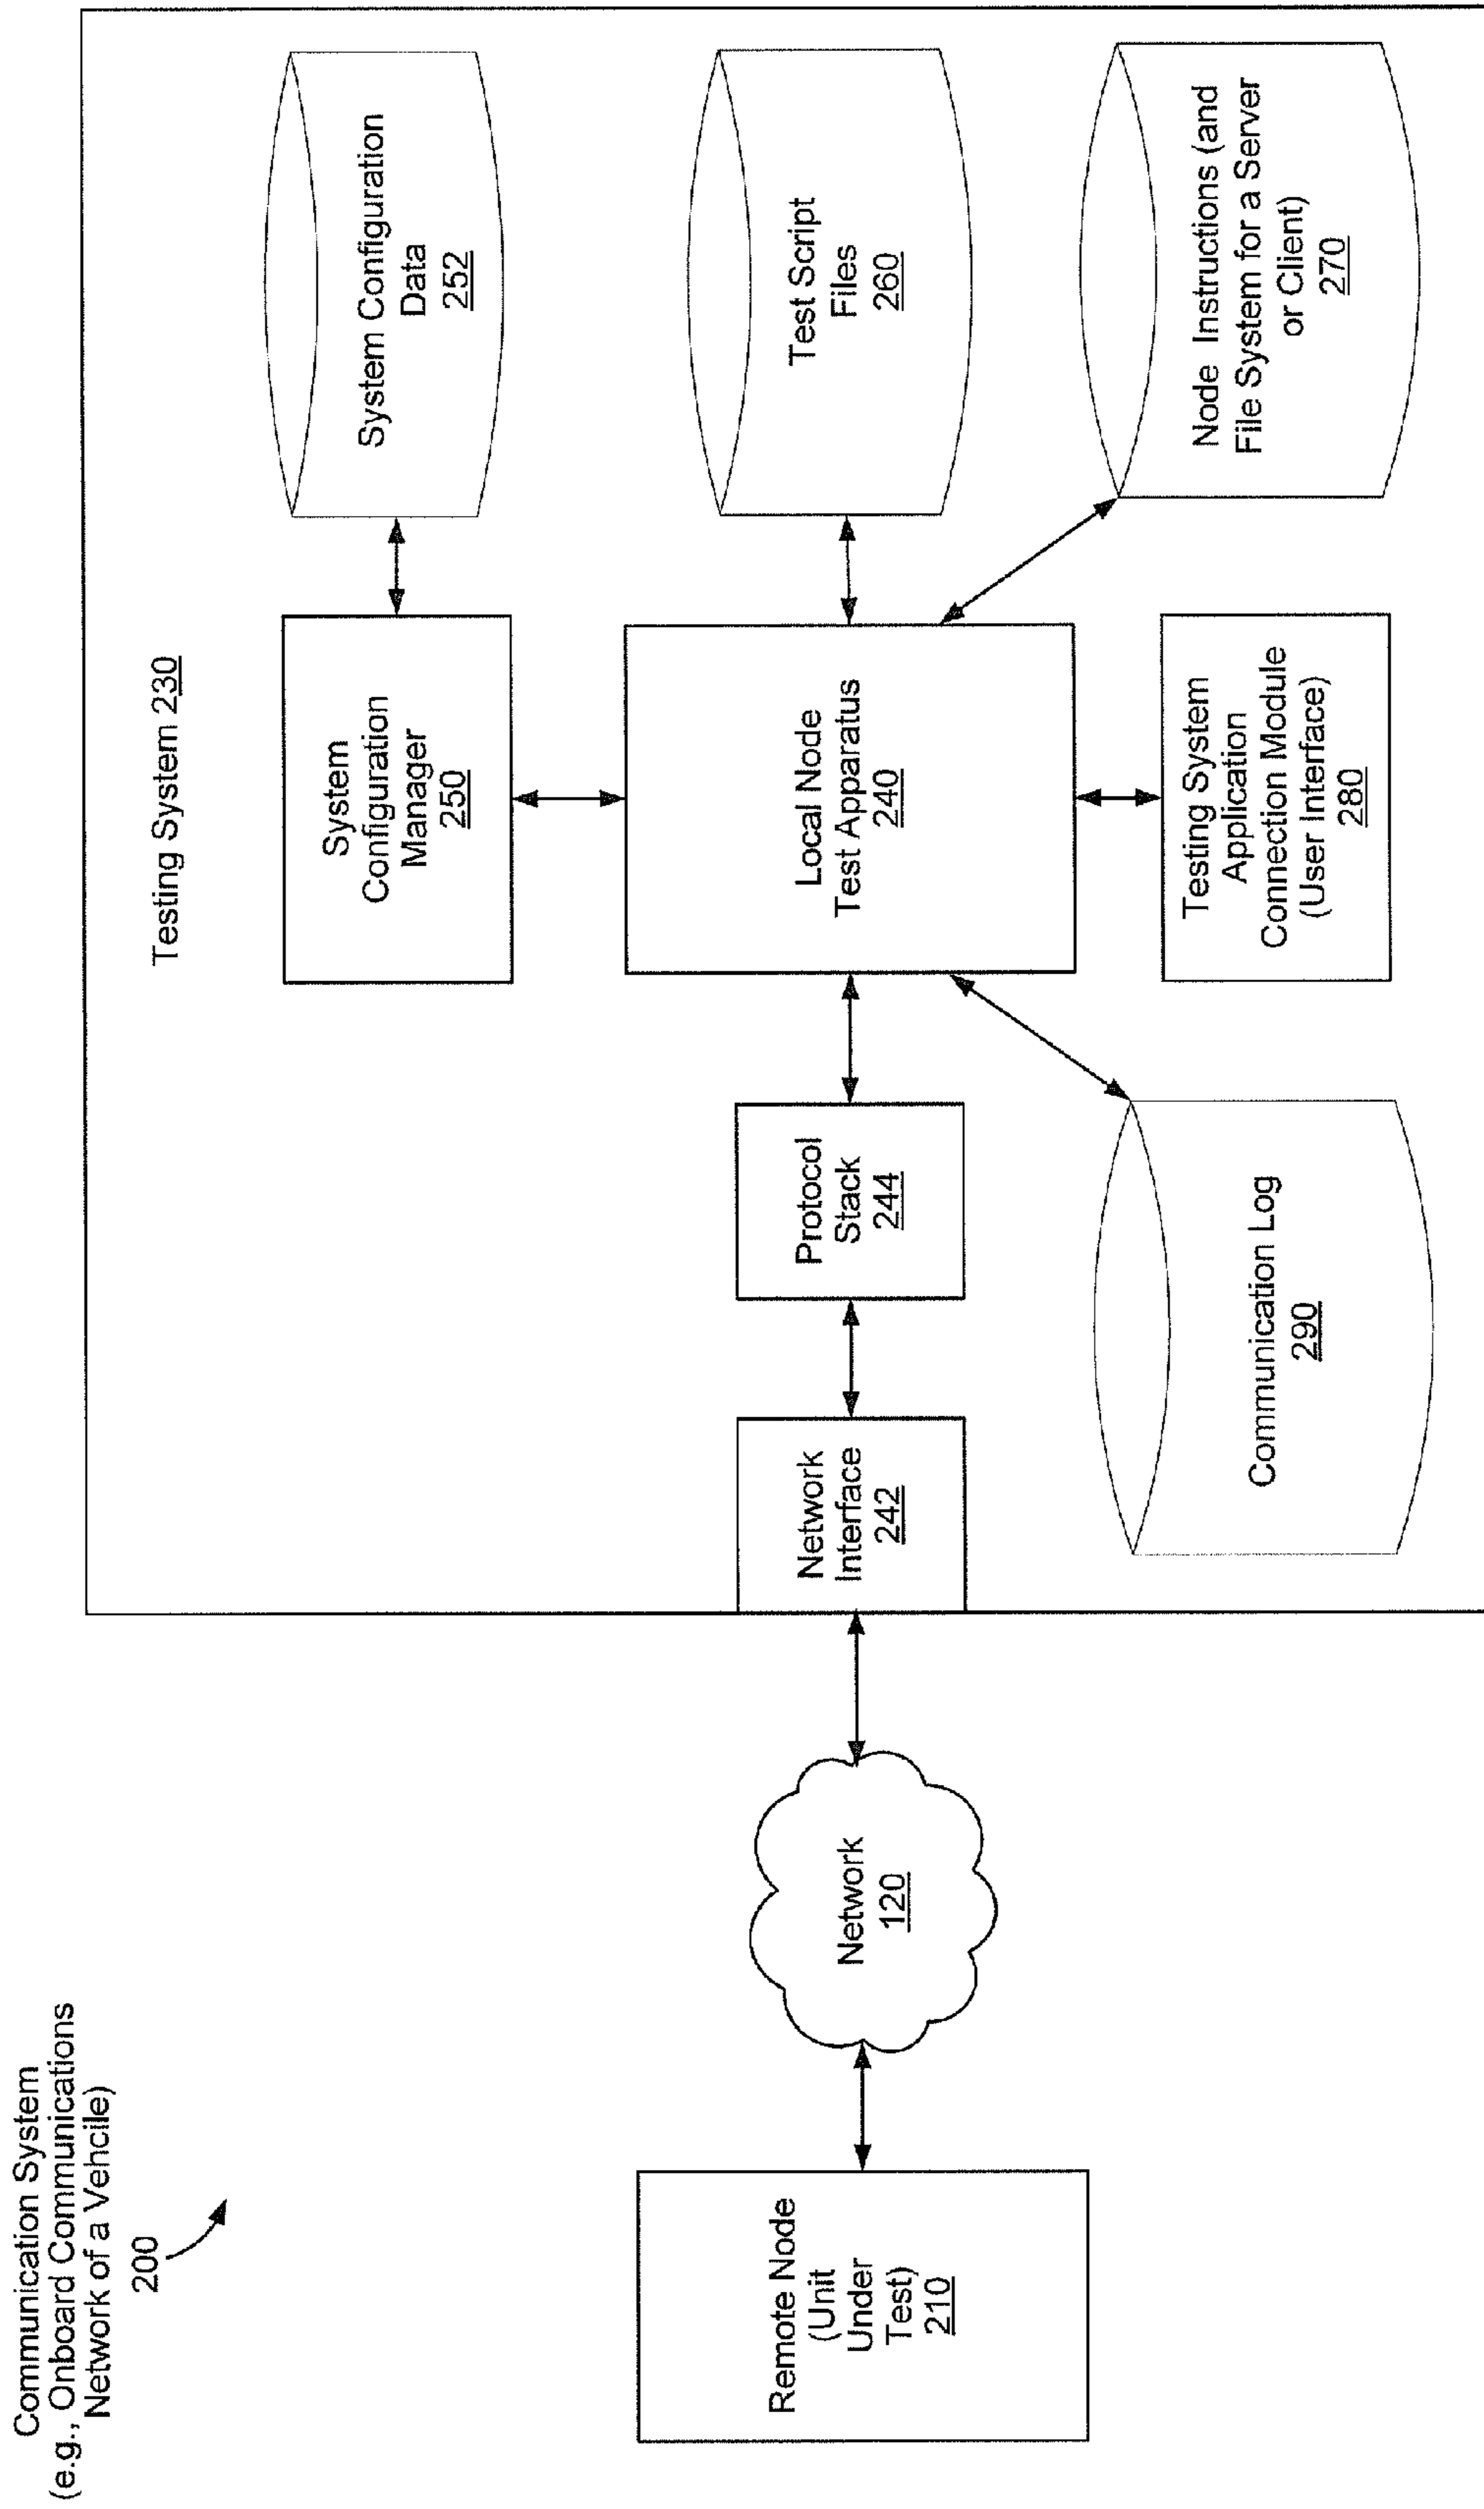 Communication System
(e.g., Onboard Communications
Network of a Vehcile)
200
Testing System 230
System
Configuration
Manager
250
System Configuration
Data
252
Remote Node
(Unit
Under
Test)
210
Network
120
Network
Interface
242
Protocol
Stack
244
Local Node
Test Apparatus
240
Test Script
Files
260
Communication Log
290
Testing System
Application
Connection Module
(User Interface)
280
Node Instructions (and
File System for a Server
or Client)
270